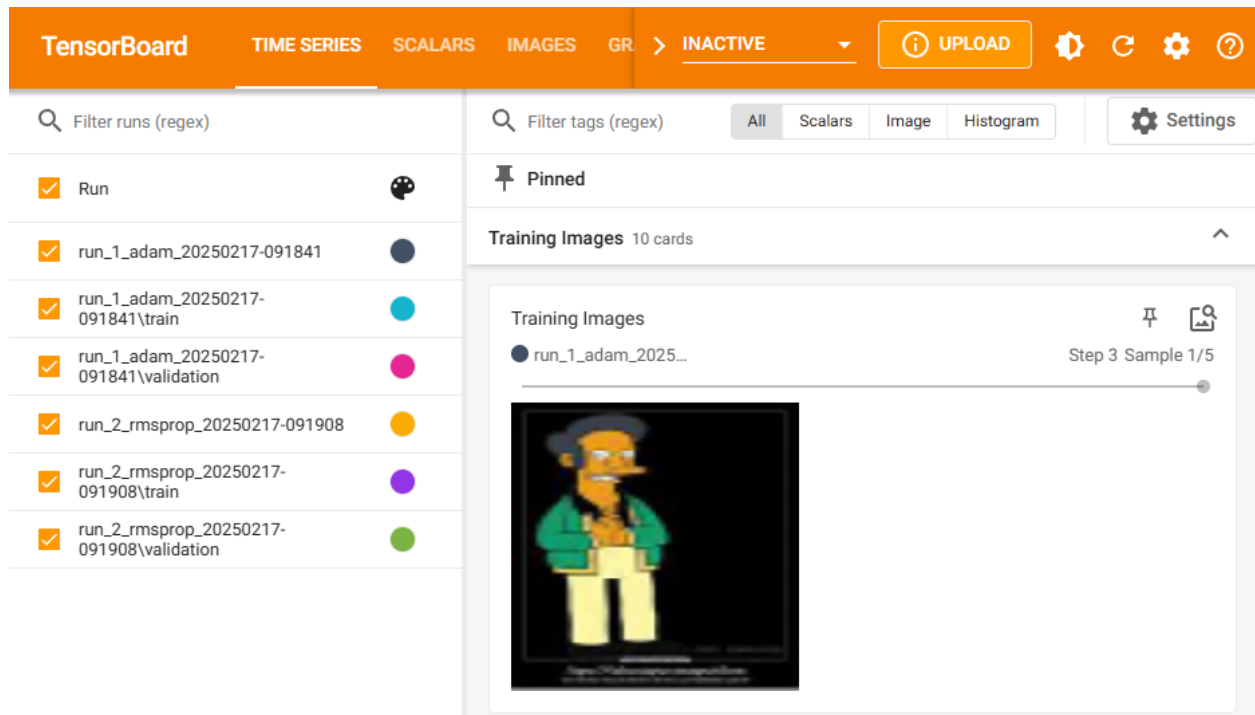 TensorBoard
TIME SERIES
SCALARS
IMAGES
GR
INACTIVE
UPLOAD
Filter runs (regex)
Run
run_1_adam_20250217-091841
run_1_adam_20250217-
091841\train
run_1_adam_20250217-
091841\validation
run_2_rmsprop_20250217-091908
run_2_rmsprop_20250217-
091908\train
run_2_rmsprop_20250217-
091908\validation
Filter tags (regex)
All
Scalars
Image
Histogram
Settings
Pinned
Training Images 10 cards
Training Images
run_1_adam_2025...
Step 3 Sample 1/5